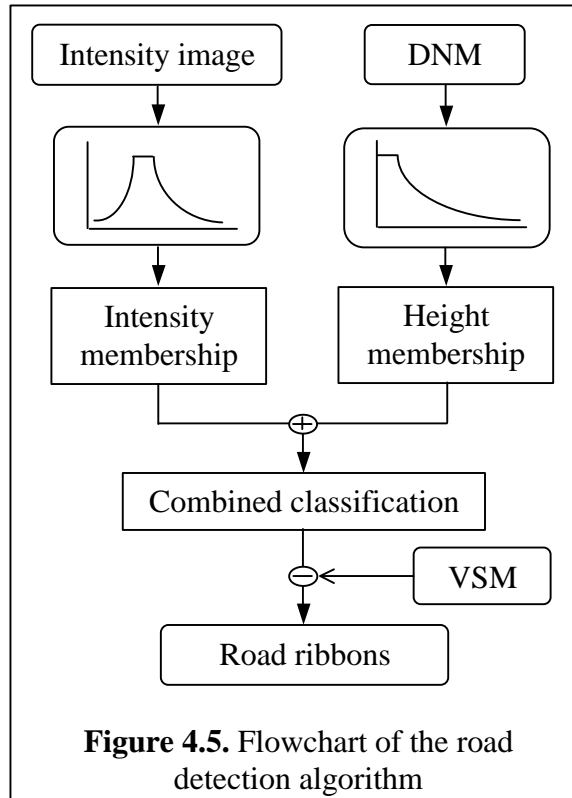 Intensity image
DNM
Intensity
membership
Height
membership
+
Combined classification
−
VSM
Road ribbons
Figure 4.5. Flowchart of the road
detection algorithm